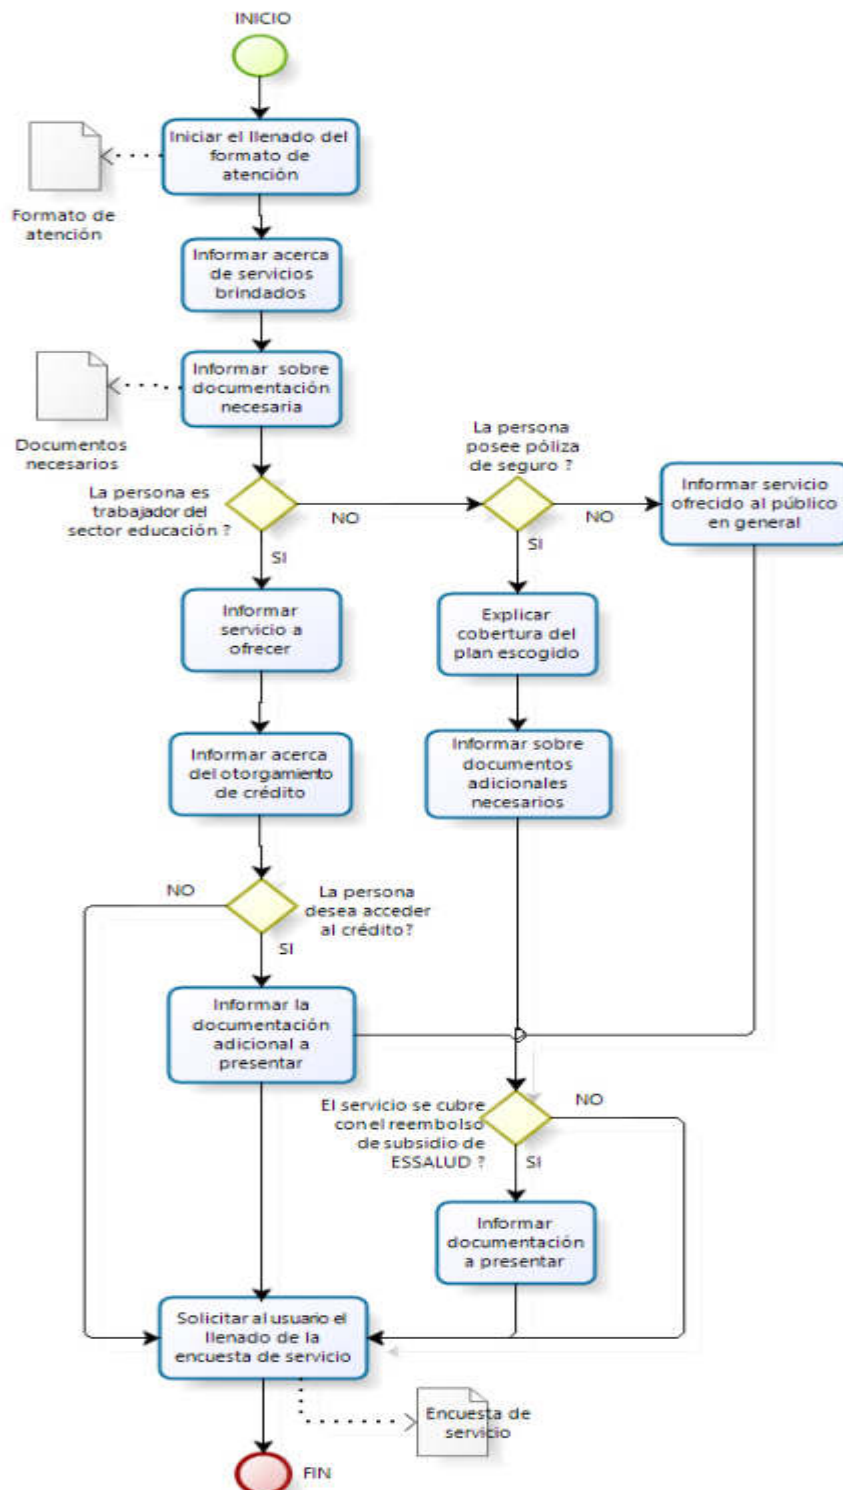 INICIO
Iniciar el llenado del
formato de
atención
Formato de
atención
Informar acerca
de servicios
brindados
Informar sobre
documentación
necesaria
Documentos
necesarios
La persona es
trabajador del
sector educación ?
NO
SI
La persona
posee póliza
de seguro ?
NO
SI
Informar servicio
ofrecido al público
en general
Informar
servicio a
ofrecer
Explicar
cobertura del
plan escogido
Informar acerca
del otorgamiento
de crédito
Informar sobre
documentos
adicionales
necesarios
NO
La persona
desea acceder
al crédito?
SI
Informar la
documentación
adicional a
presentar
El servicio se cubre
con el reembolso
de subsidio de
ESSALUD ?
NO
SI
Informar
documentación
a presentar
Solicitar al usuario el
llenado de la
encuesta de servicio
Encuesta de
servicio
FIN